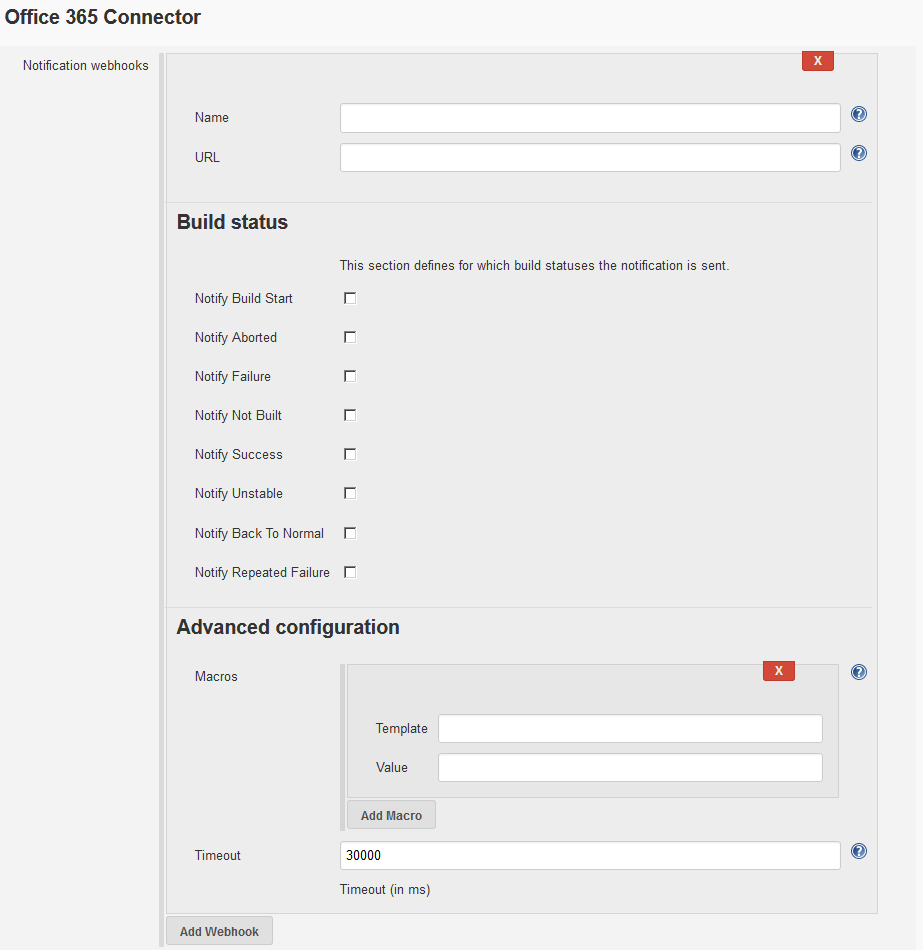 Office 365 Connector
Notification webhooks
X
Name
?
URL
?
Build status
This section defines for which build statuses the notification is sent.
Notify Build Start
Notify Aborted
Notify Failure
Notify Not Built
Notify Success
Notify Unstable
Notify Back To Normal
Notify Repeated Failure
Advanced configuration
Macros
X
?
Template
Value
Add Macro
Timeout
30000
?
Timeout (in ms)
Add Webhook